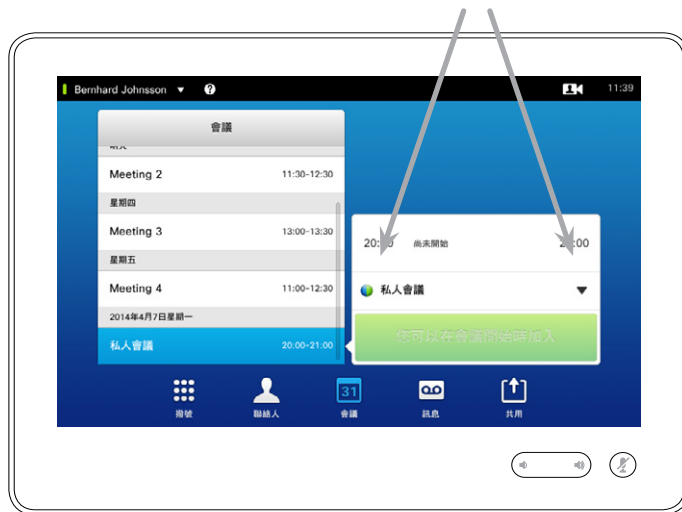 Bernhard Johnsson
?
11:39
會議
Meeting 2 11:30-12:30
星期四
Meeting 3 13:00-13:30
星期五
Meeting 4 11:00-12:30
2014年4月7日星期一
私人會議 20:00-21:00
尚未開始
私人會議
您可以在會議開始時加入
31
撥號
聯絡人
會議
訊息
共用